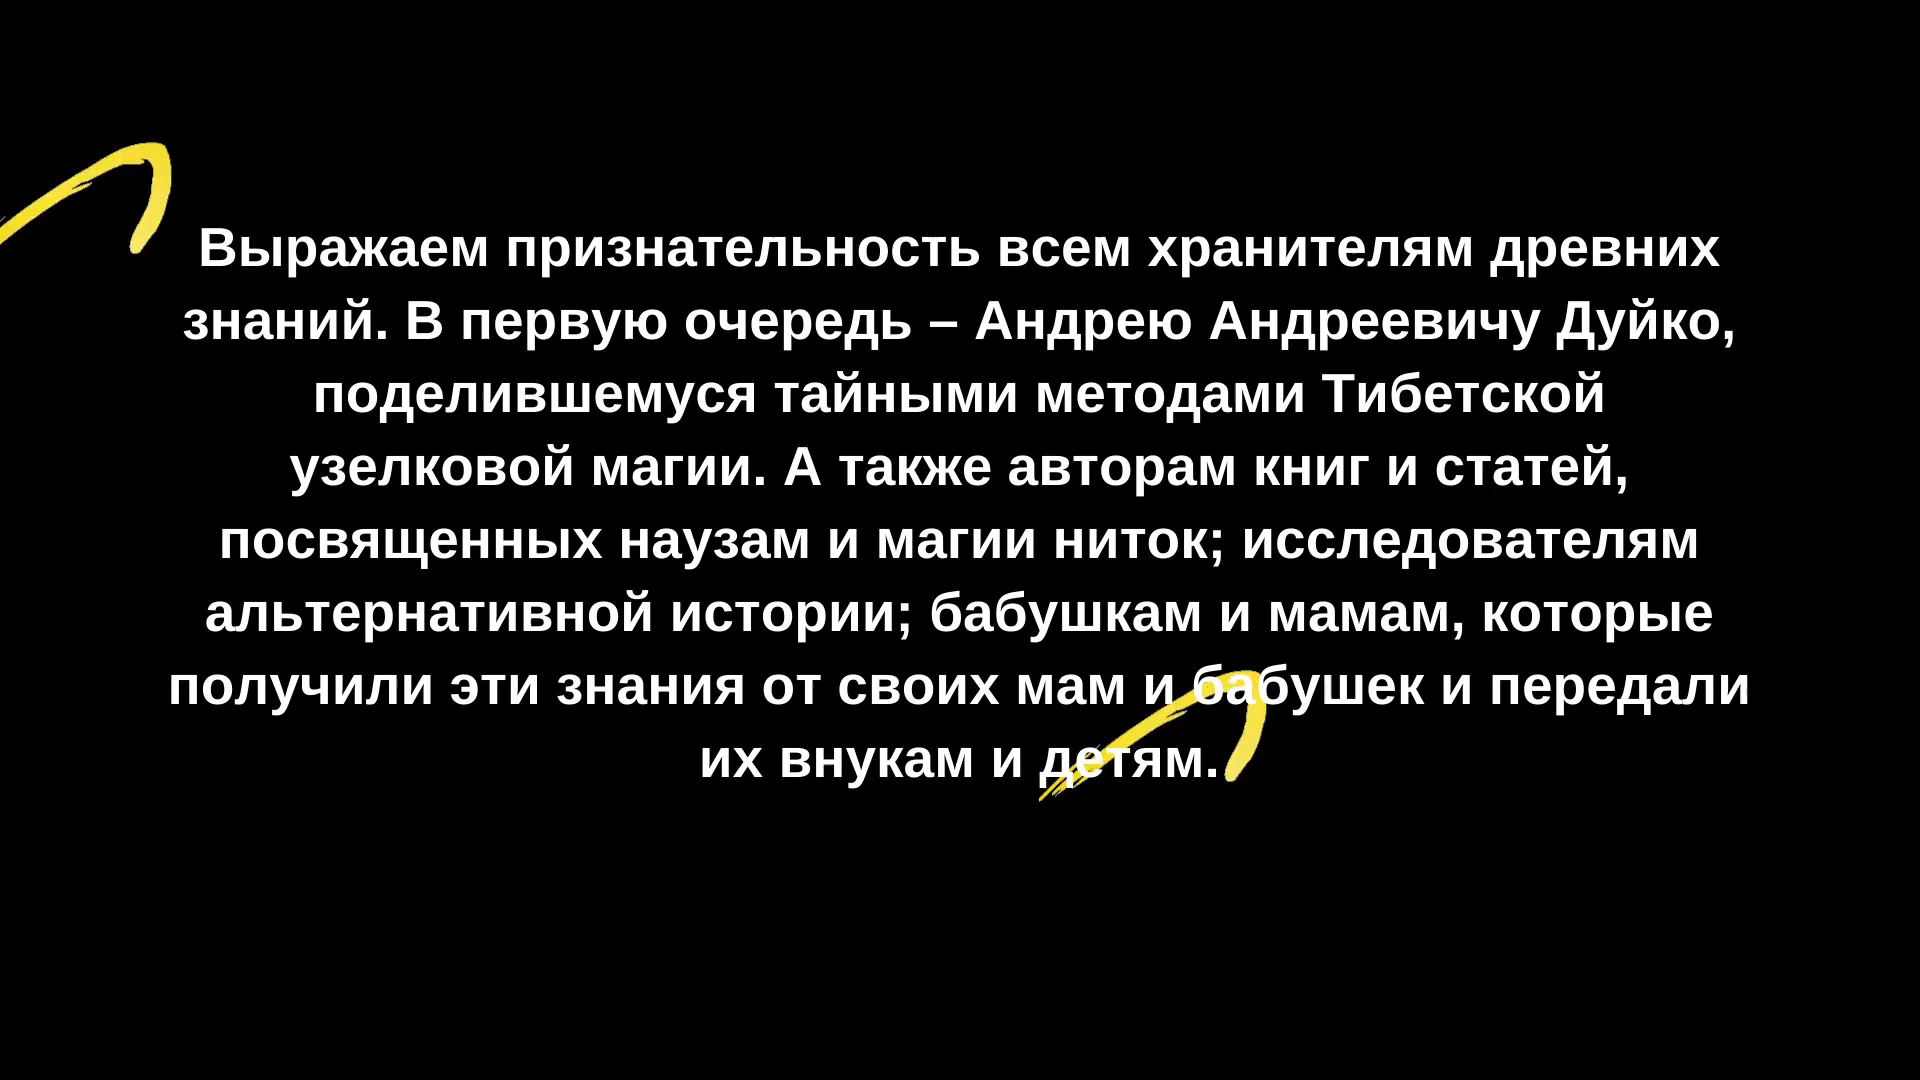 Выражаем признательность всем хранителям древних
знаний. В первую очередь – Андрею Андреевичу Дуйко,
поделившемуся тайными методами Тибетской
узелковой магии. А также авторам книг и статей,
посвященных наузам и магии ниток; исследователям
альтернативной истории; бабушкам и мамам, которые
получили эти знания от своих мам и бабушек и передали
их внукам и детям.